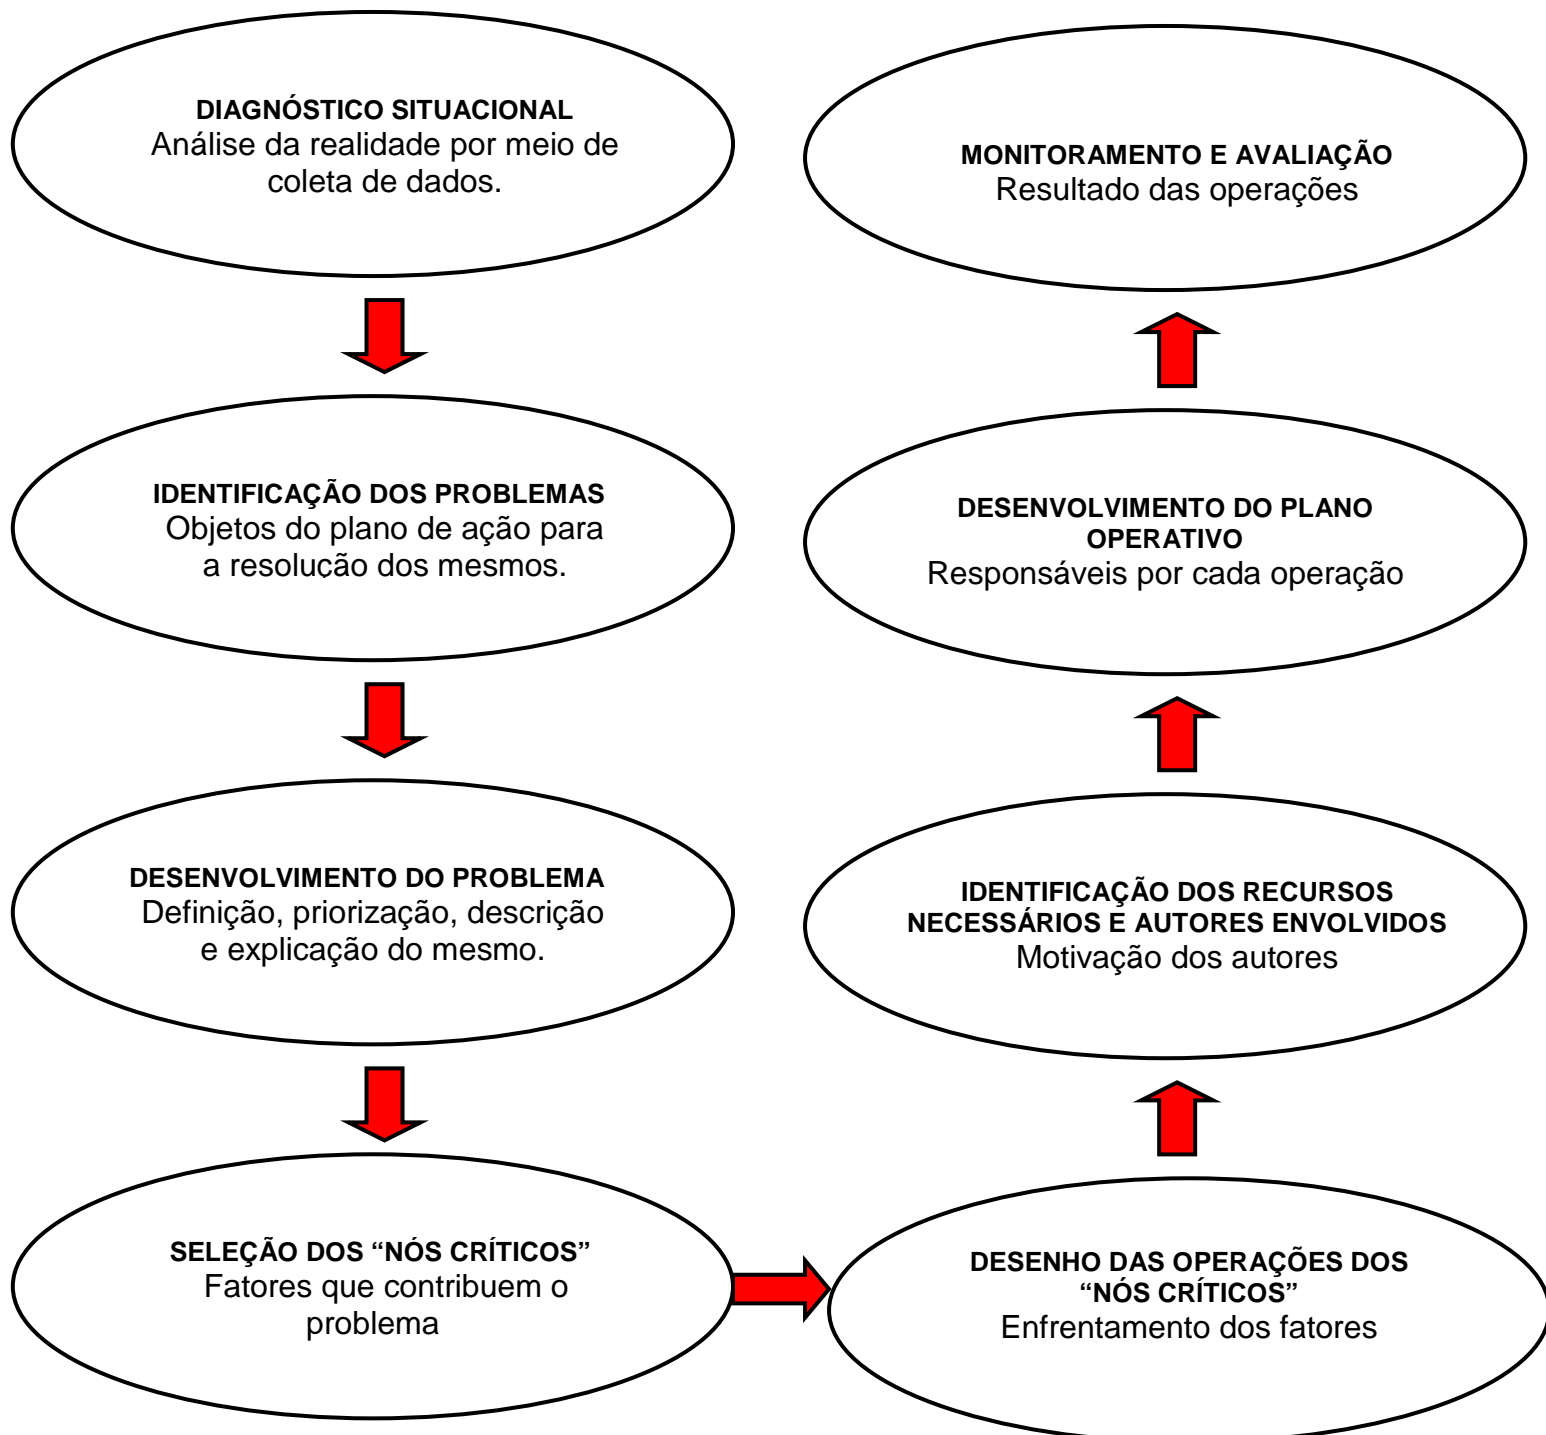 DIAGNÓSTICO SITUACIONAL
Análise da realidade por meio de
coleta de dados.
IDENTIFICAÇÃO DOS PROBLEMAS
Objetos do plano de ação para
a resolução dos mesmos.
DESENVOLVIMENTO DO PROBLEMA
Definição, priorização, descrição
e explicação do mesmo.
SELEÇÃO DOS “NÓS CRÍTICOS”
Fatores que contribuem o
problema
DESENHO DAS OPERAÇÕES DOS
“NÓS CRÍTICOS”
Enfrentamento dos fatores
IDENTIFICAÇÃO DOS RECURSOS
NECESSÁRIOS E AUTORES ENVOLVIDOS
Motivação dos autores
DESENVOLVIMENTO DO PLANO
OPERATIVO
Responsáveis por cada operação
MONITORAMENTO E AVALIAÇÃO
Resultado das operações